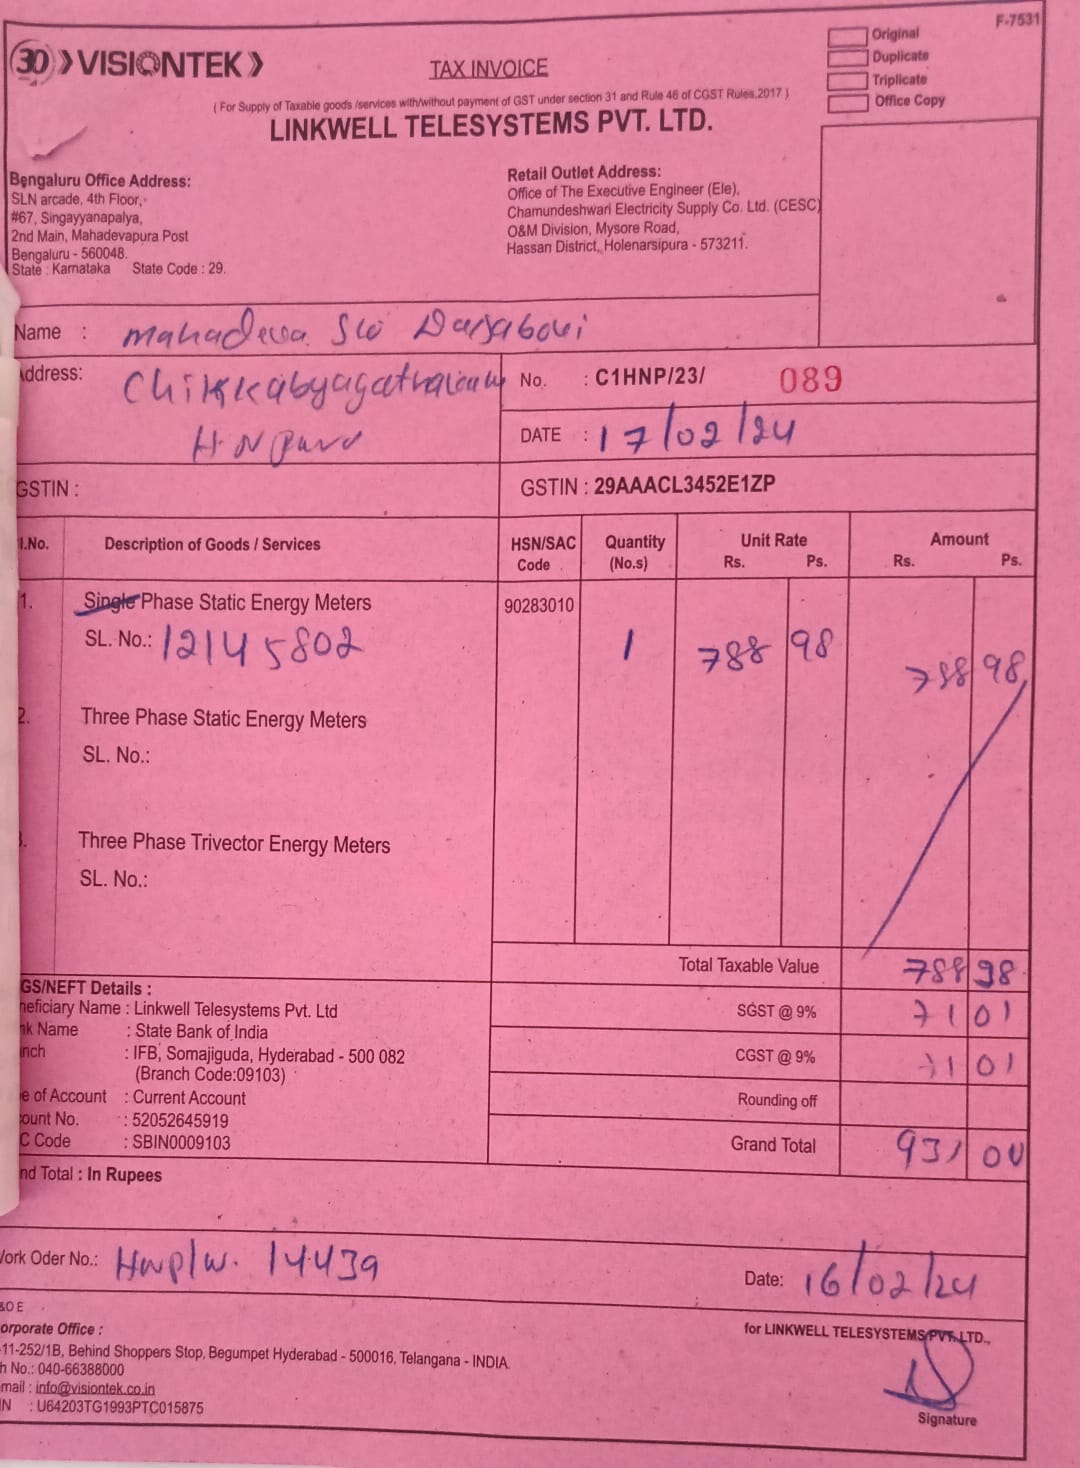 F-7531
30 VISIONTEK
TAX INVOICE
Original
Duplicate
Triplicate
Office Copy
( For Supply of Taxable goods /services with/without payment of GST under section 31 and Rule 46 of CGST Rules,2017 )
LINKWELL TELESYSTEMS PVT. LTD.
Bengaluru Office Address:
SLN arcade, 4th Floor,
#67, Singayyanapalya,
2nd Main, Mahadevapura Post
Bengaluru - 560048.
State : Karnataka State Code : 29.
Retail Outlet Address:
Office of The Executive Engineer (Ele),
Chamundeshwari Electricity Supply Co. Ltd. (CESC)
O&M Division, Mysore Road,
Hassan District, Holenarsipura - 573211.
Name : Mahadeva S/o
ddress:
H.N Pura
No. : C1HNP/23/ 089
DATE : 17/02/24
GSTIN :
GSTIN : 29AAACL3452E1ZP
l.No. Description of Goods / Services HSN/SAC Code Quantity (No.s) Unit Rate Rs. Ps. Amount Rs. Ps.
1. Single Phase Static Energy Meters 90283010
SL. No.: 12145802 1 788 98 788 98
2. Three Phase Static Energy Meters
SL. No.:
Three Phase Trivector Energy Meters
SL. No.:
Total Taxable Value 788 98
SGST @ 9% 71 01
CGST @ 9% 71 01
Rounding off
Grand Total 931 00
GS/NEFT Details :
neficiary Name : Linkwell Telesystems Pvt. Ltd
nk Name : State Bank of India
nch : IFB, Somajiguda, Hyderabad - 500 082
(Branch Code:09103)
e of Account : Current Account
ount No. : 52052645919
C Code : SBIN0009103
nd Total : In Rupees
Work Oder No.: HNP/W. 14439
Date: 16/02/24
&O E
orporate Office :
-11-252/1B, Behind Shoppers Stop, Begumpet Hyderabad - 500016, Telangana - INDIA.
h No.: 040-66388000
mail : info@visiontek.co.in
IN : U64203TG1993PTC015875
for LINKWELL TELESYSTEMS PVT. LTD.,
Signature